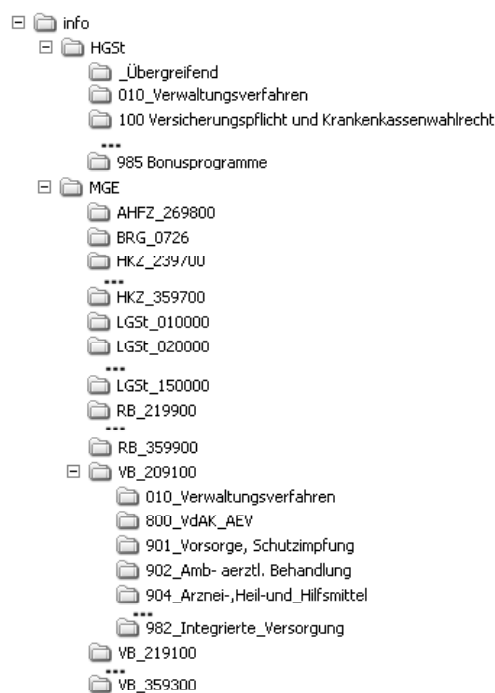 info
HGSt
_Übergreifend
010_Verwaltungsverfahren
100 Versicherungspflicht und Krankenkassenwahlrecht
...
985 Bonusprogramme
MGE
AHFZ_269800
BRG_0726
HKZ_239700
...
HKZ_359700
LGSt_010000
LGSt_020000
...
LGSt_150000
RB_219900
...
RB_359900
VB_209100
010_Verwaltungsverfahren
800_VdAK_AEV
901_Vorsorge, Schutzimpfung
902_Amb- aerztl. Behandlung
904_Arznei-,Heil-und_Hilfsmittel
...
982_Integrierte_Versorgung
VB_219100
...
VB_359300